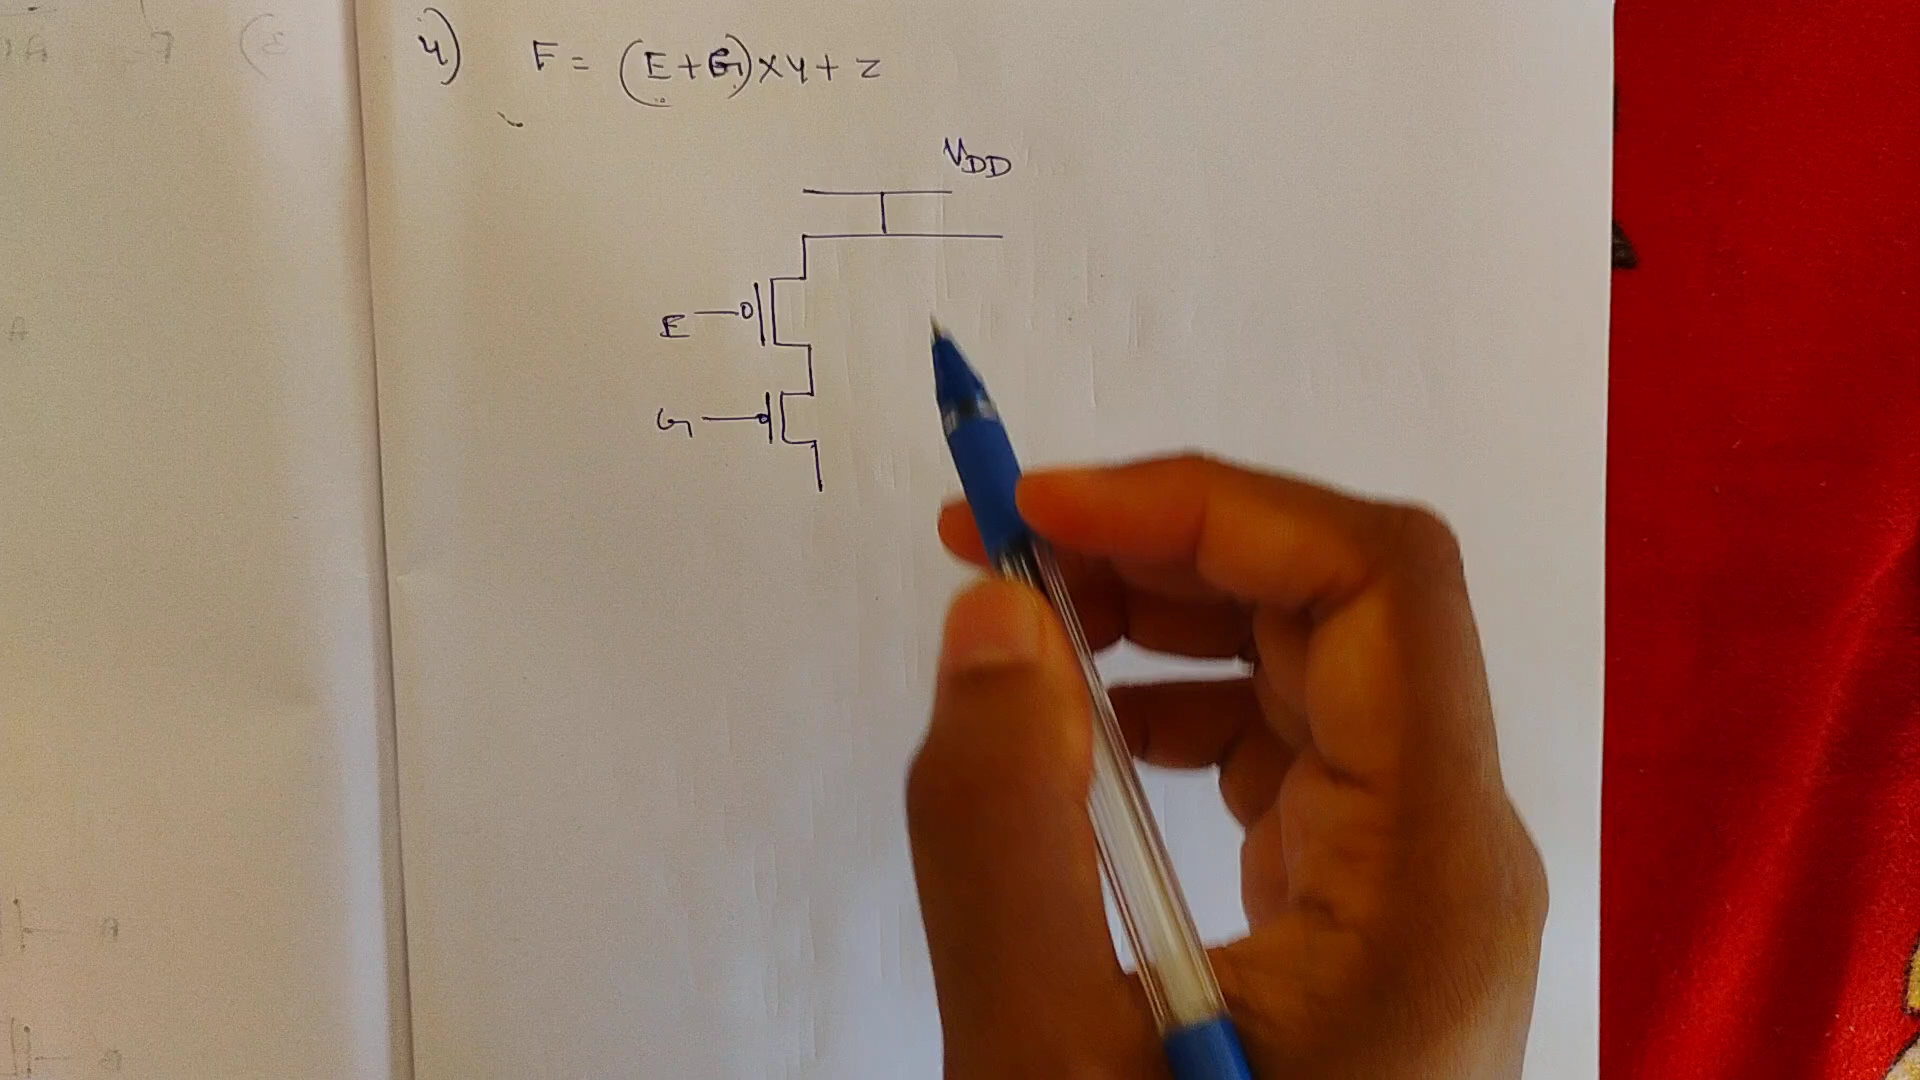 4) F = (E+G)xy+z
VDD
E
G